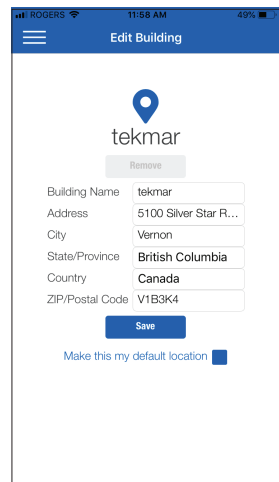 ROGERS 11:58 AM 49%
Edit Building
tekmar
Remove
Building Name tekmar
Address 5100 Silver Star R...
City Vernon
State/Province British Columbia
Country Canada
ZIP/Postal Code V1B3K4
Save
Make this my default location